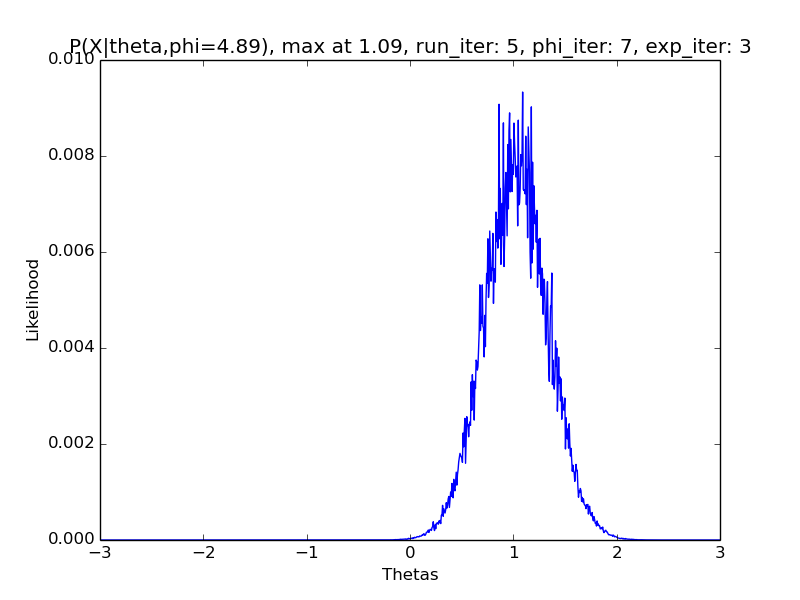 P(X|theta,phi=4.89), max at 1.09, run_iter: 5, phi_iter: 7, exp_iter: 3
0.010
0.008
0.006
0.004
0.002
0.000
Likelihood
−3 −2 −1 0 1 2 3
Thetas